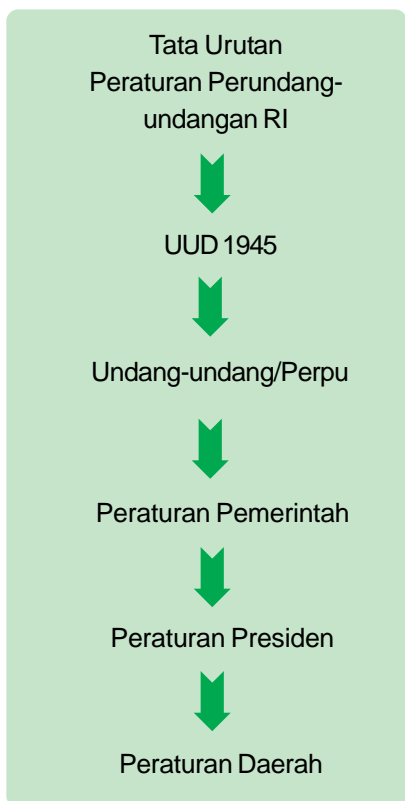 Tata Urutan
Peraturan Perundang-
undangan RI
UUD 1945
Undang-undang/Perpu
Peraturan Pemerintah
Peraturan Presiden
Peraturan Daerah